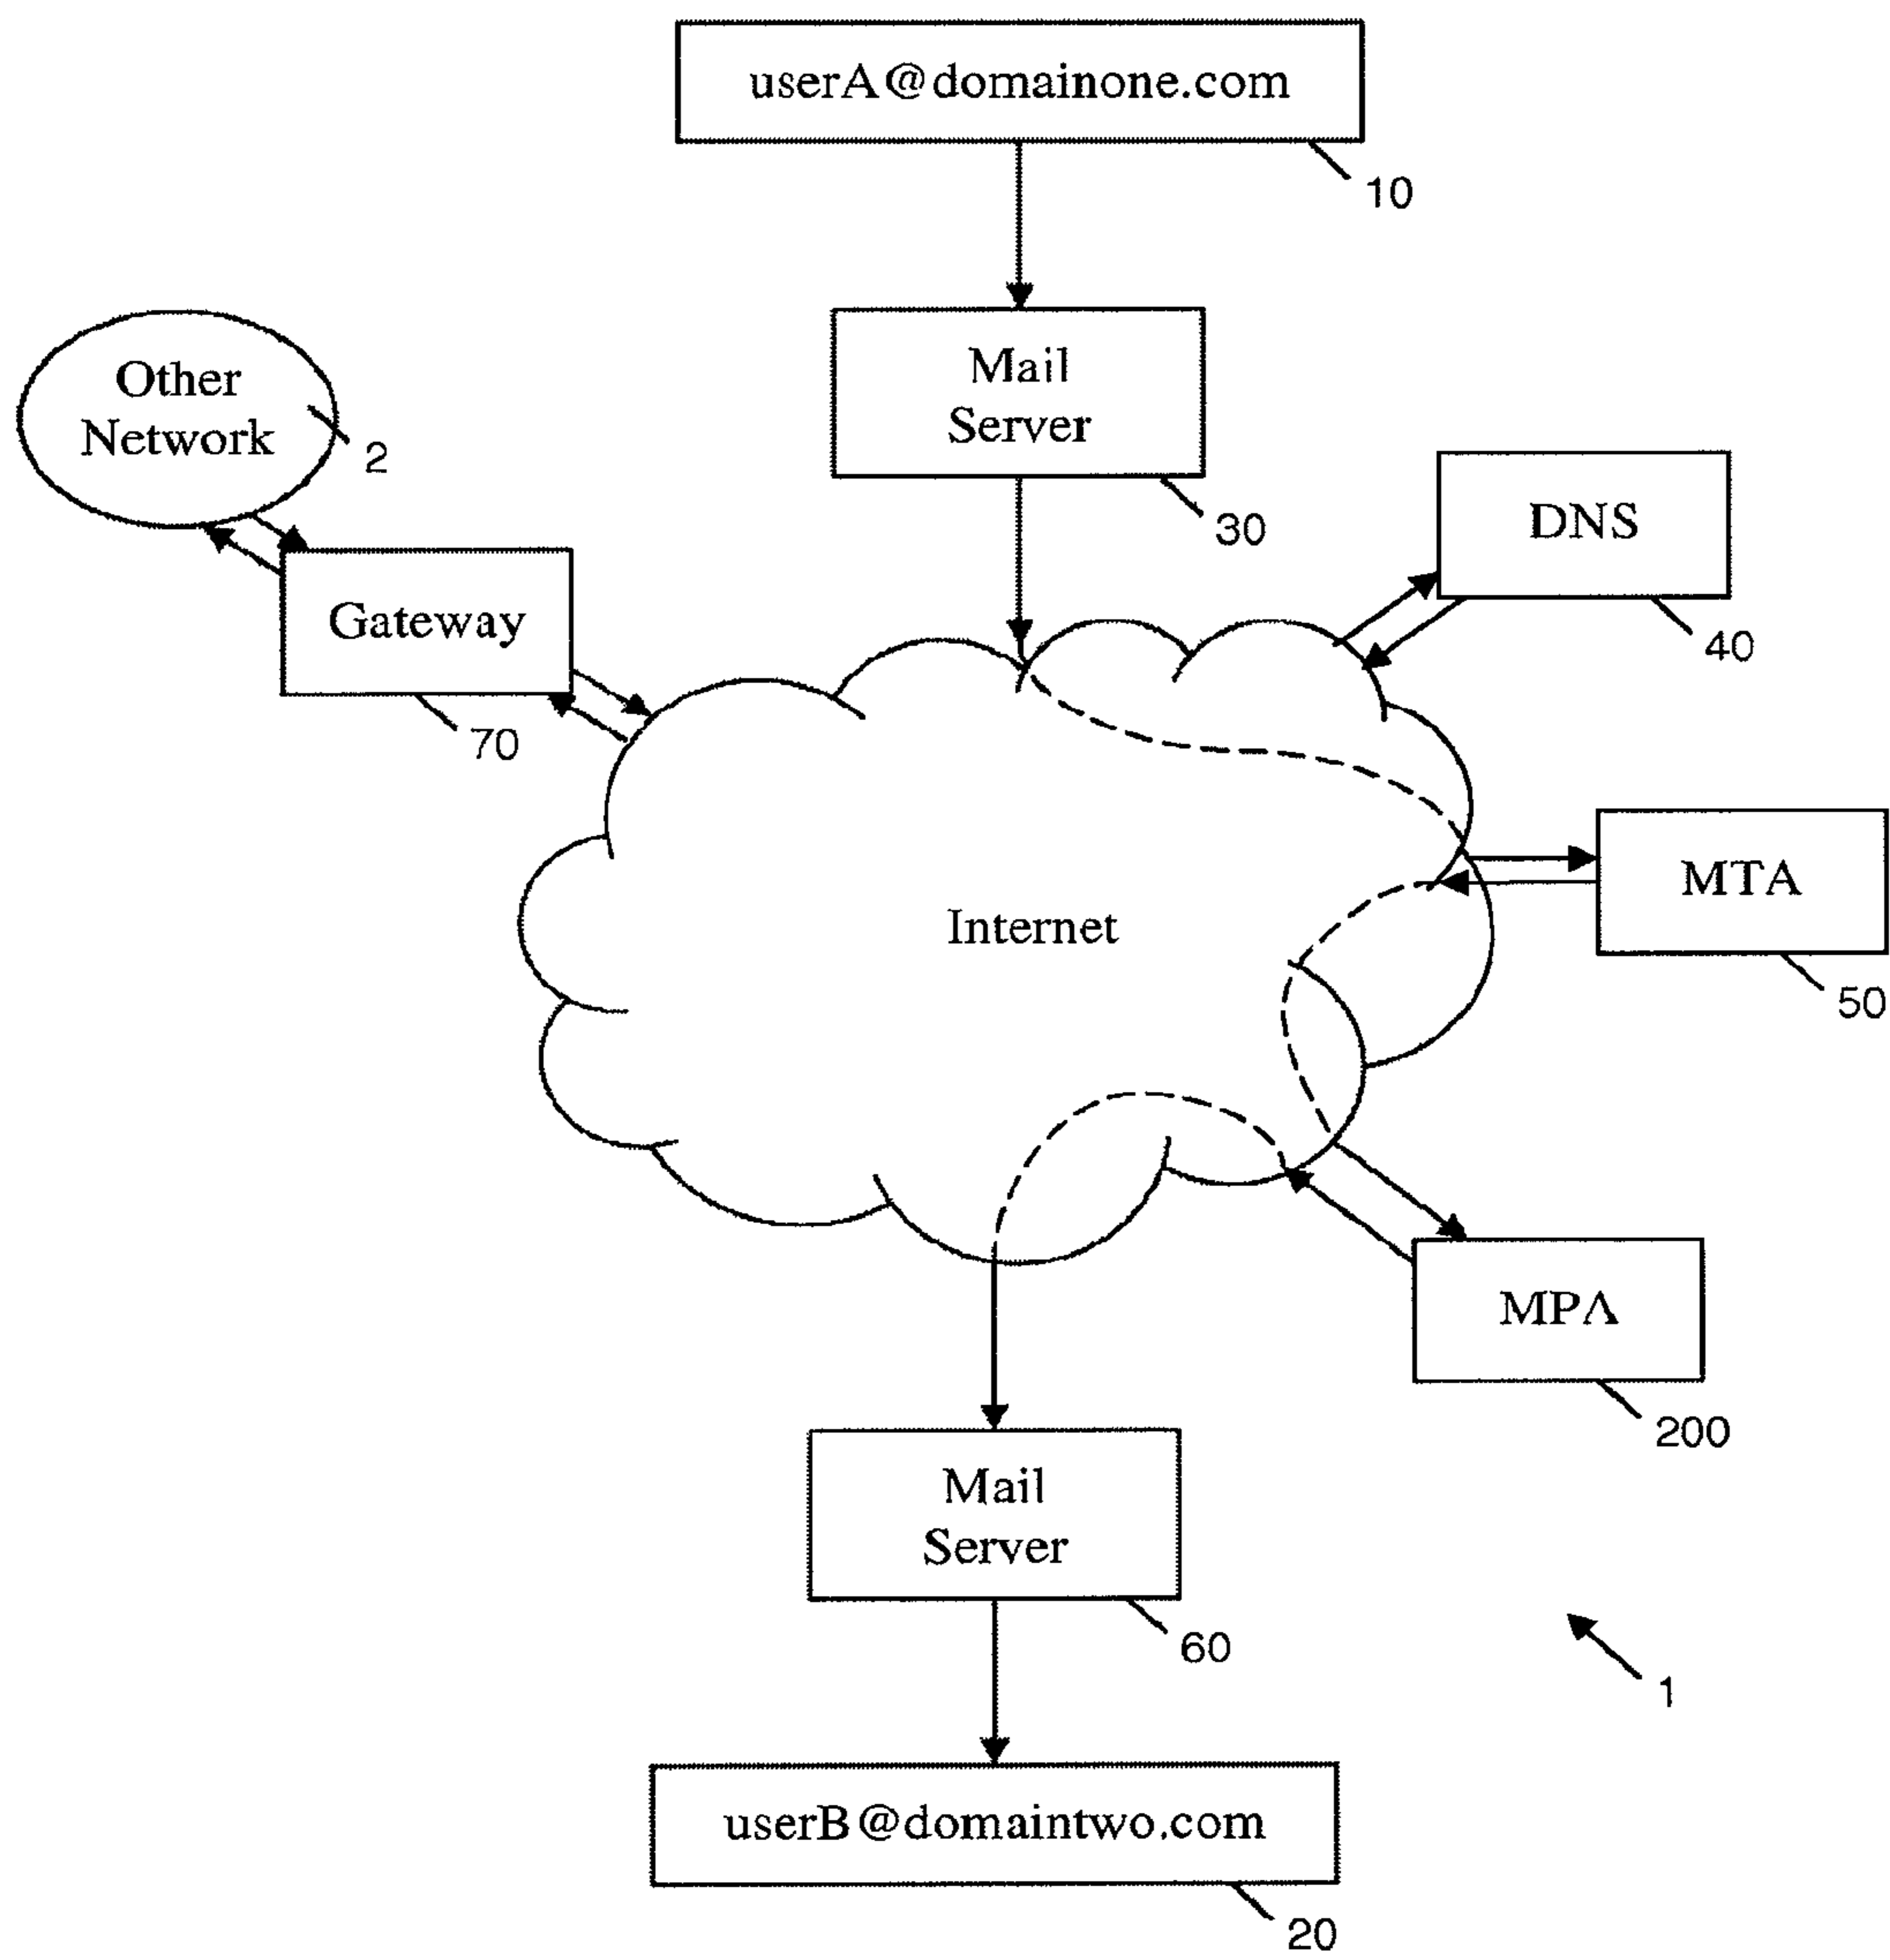 userA@domainone.com
10
Mail
Server
30
Other
Network
2
DNS
40
Gateway
70
MTA
50
Internet
MPA
200
Mail
Server
60
1
userB@domaintwo.com
20